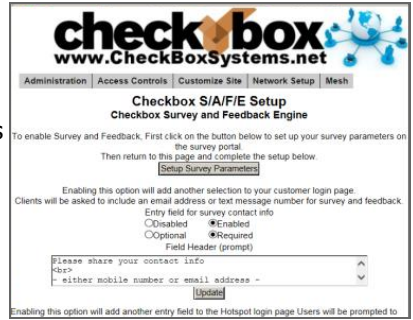 checkbox
www.CheckBoxSystems.net
Administration Access Controls Customize Site Network Setup Mesh
Checkbox S/A/F/E Setup
Checkbox Survey and Feedback Engine
s
To enable Survey and Feedback, First click on the button below to set up your survey parameters on
the survey portal.
Then return to this page and complete the setup below.
Setup Survey Parameters
Enabling this option will add another selection to your customer login page.
Clients will be asked to include an email address or text message number for survey and feedback.
Entry field for survey contact info
Disabled Enabled
Optional Required
Field Header (prompt)
Please share your contact info
<br>
- either mobile number or email address -
Update
Enabling this option will add another entry field to the Hotspot login page Users will be prompted to